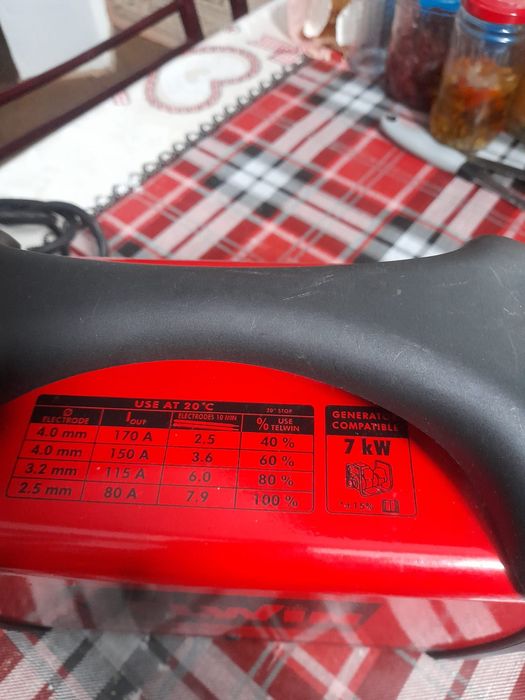 USE AT 20°C
Ø ELECTRODE I OUT ELECTRODES 10 MIN 20" STOP % USE TELWIN
4.0 mm 170 A 2.5 40 %
4.0 mm 150 A 3.6 60 %
3.2 mm 115 A 6.0 80 %
2.5 mm 80 A 7.9 100 %
GENERATOR
COMPATIBLE
7 kW